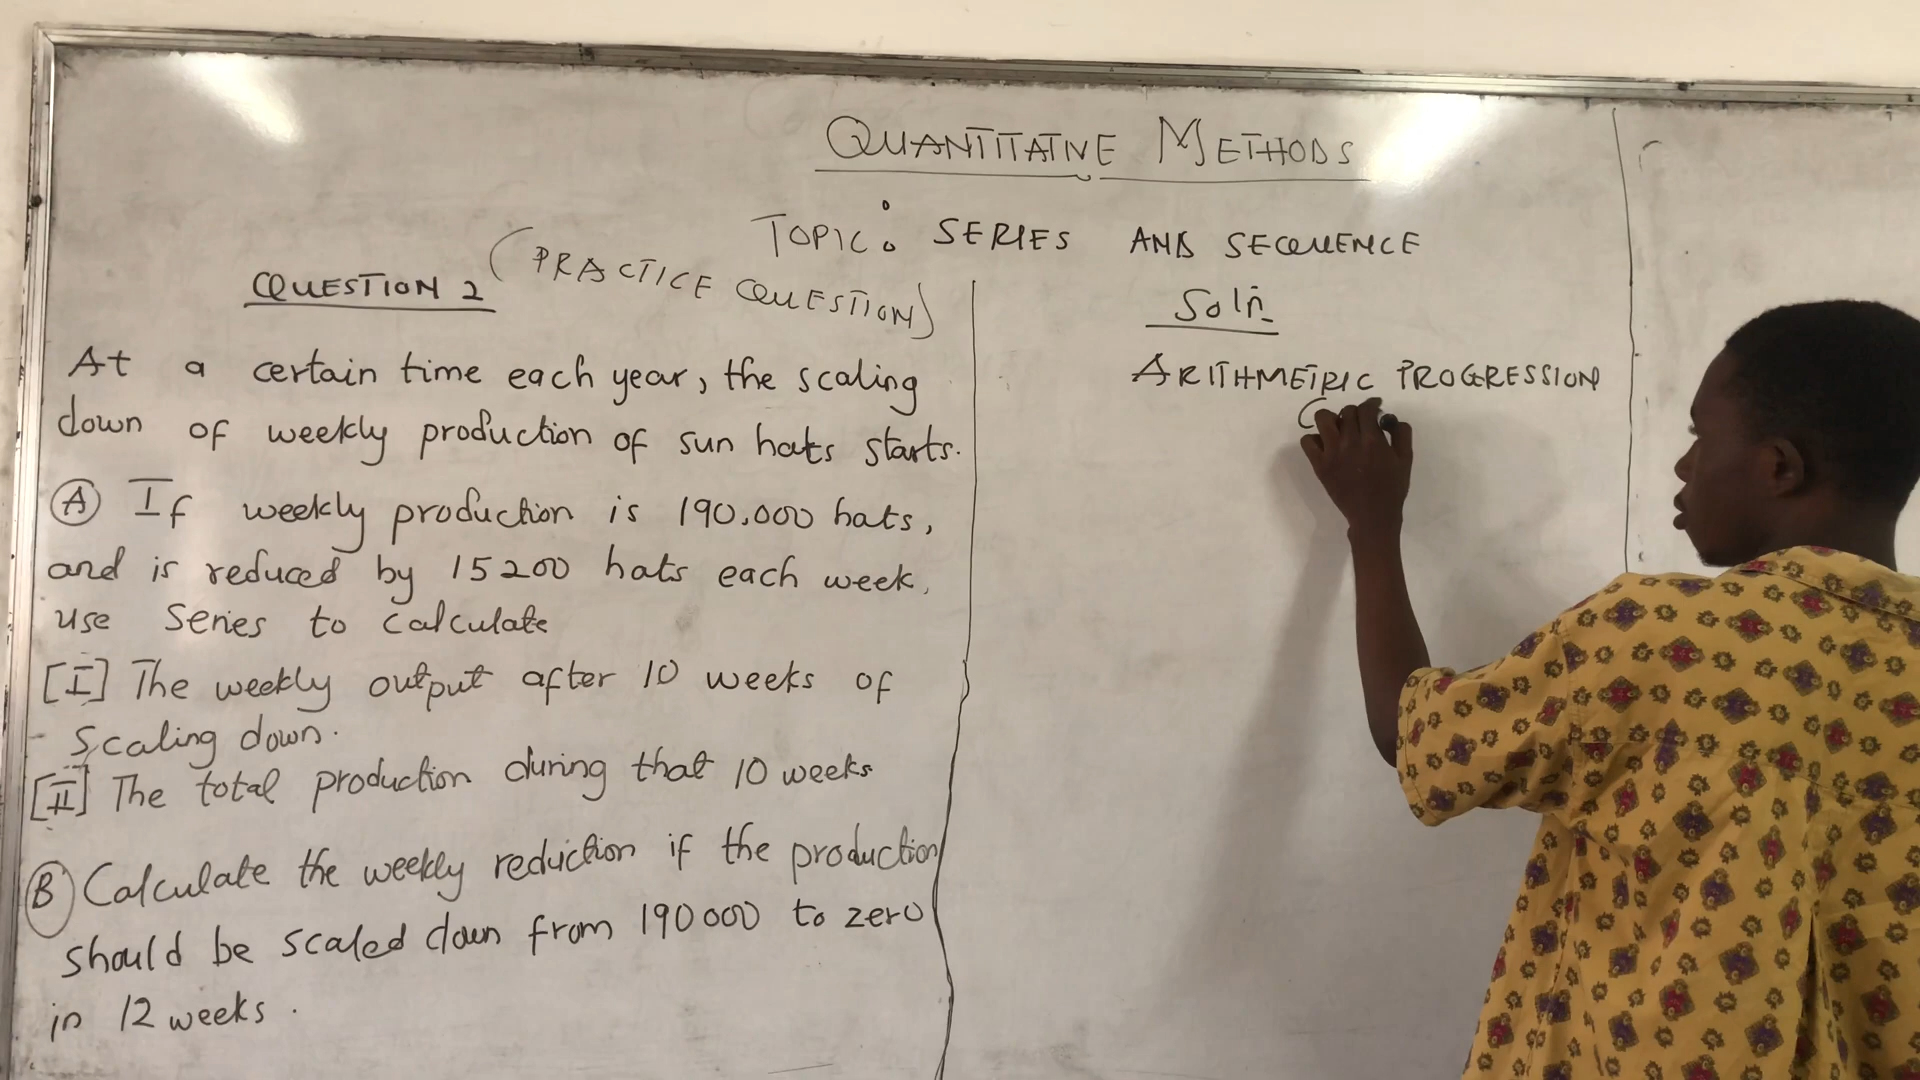 QUANTITATIVE METHODS
TOPIC: SERIES AND SEQUENCE
QUESTION 2 (PRACTICE QUESTION)
At a certain time each year, the scaling
down of weekly production of sun hats starts.
(A) If weekly production is 190,000 hats,
and is reduced by 15200 hats each week,
use series to calculate
[I] The weekly output after 10 weeks of
scaling down.
[II] The total production during that 10 weeks
(B) Calculate the weekly reduction if the production
should be scaled down from 190000 to zero
in 12 weeks.
Soln
ARITHMETRIC PROGRESSION
(